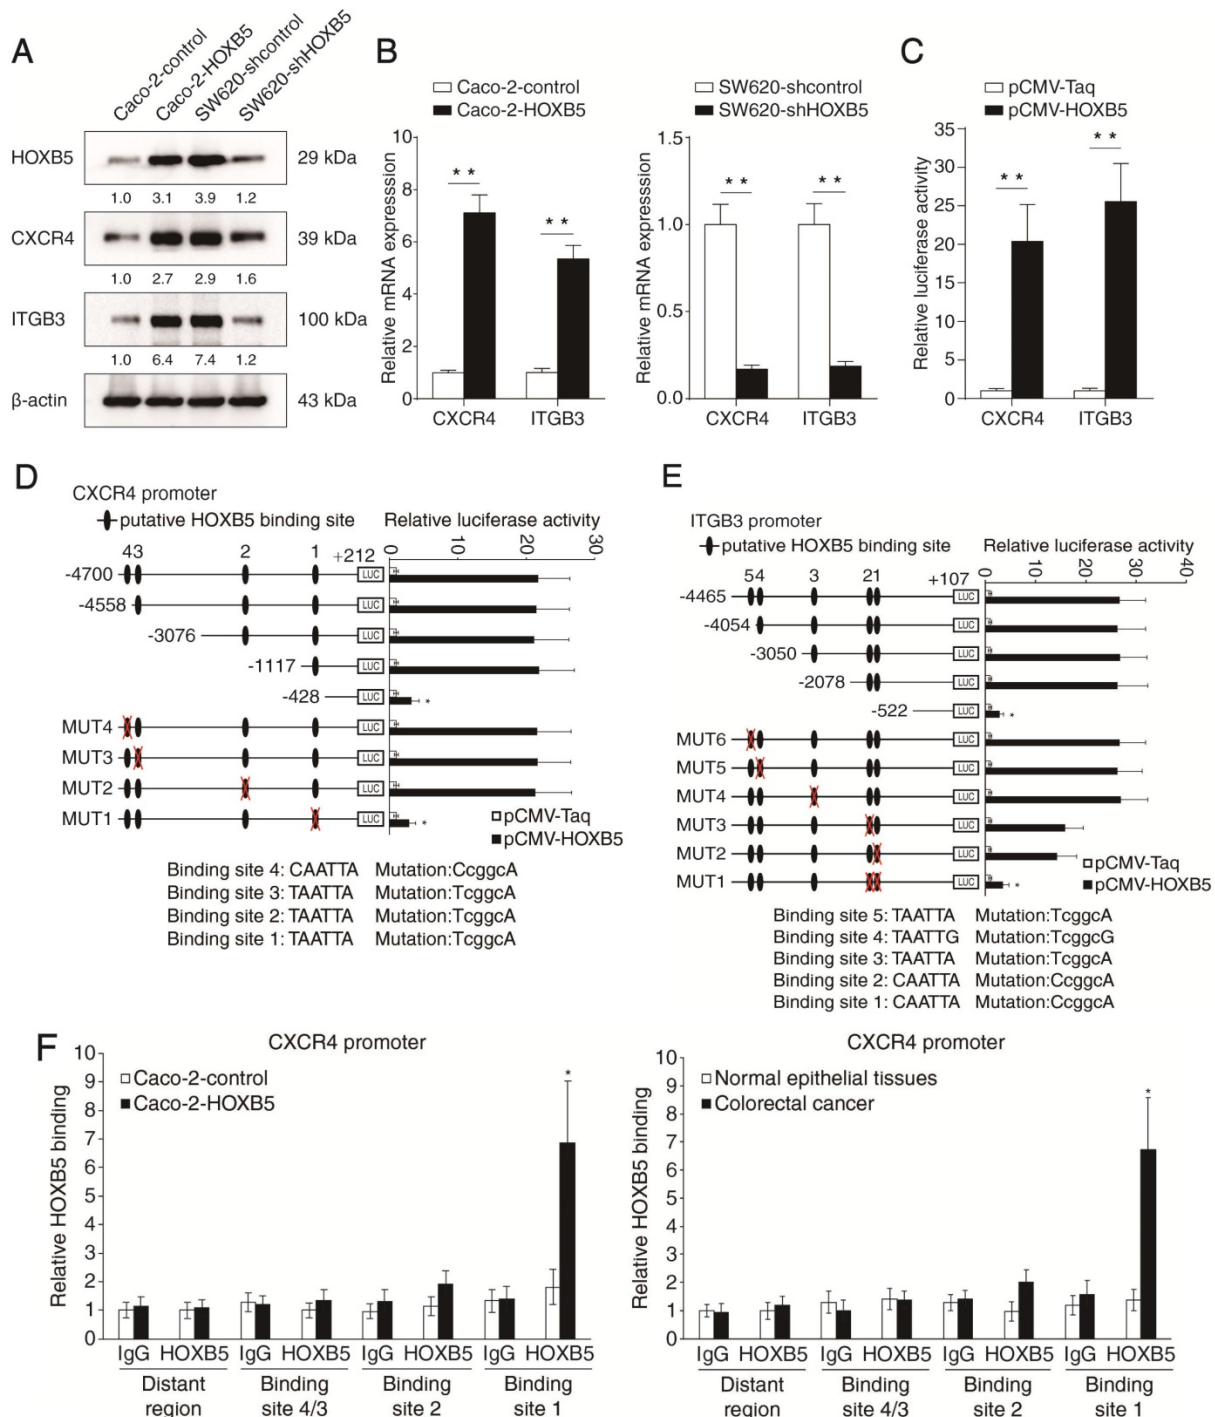 A
Caco-2-control
Caco-2-HOXB5
SW620-shcontrol
SW620-shHOXB5
HOXB5
29 kDa
1.0 3.1 3.9 1.2
CXCR4
39 kDa
1.0 2.7 2.9 1.6
ITGB3
100 kDa
1.0 6.4 7.4 1.2
β-actin
43 kDa
B
Caco-2-control
Caco-2-HOXB5
Relative mRNA expresssion
10
8
6
4
2
0
* *
* *
CXCR4 ITGB3
SW620-shcontrol
SW620-shHOXB5
Relative mRNA expresssion
1.5
1.0
0.5
0.0
* *
* *
CXCR4 ITGB3
C
pCMV-Taq
pCMV-HOXB5
Relative luciferase activity
35
30
25
20
15
10
5
0
* *
* *
CXCR4 ITGB3
D
CXCR4 promoter
putative HOXB5 binding site
Relative luciferase activity
43 2 1 +212
0 10 20 30
-4700 LUC
-4558 LUC
-3076 LUC
-1117 LUC
-428 LUC *
MUT4 LUC
MUT3 LUC
MUT2 LUC
MUT1 LUC *
pCMV-Taq
pCMV-HOXB5
Binding site 4: CAATTA Mutation:CcggcA
Binding site 3: TAATTA Mutation:TcggcA
Binding site 2: TAATTA Mutation:TcggcA
Binding site 1: TAATTA Mutation:TcggcA
E
ITGB3 promoter
putative HOXB5 binding site
Relative luciferase activity
54 3 21 +107
0 10 20 30 40
-4465 LUC
-4054 LUC
-3050 LUC
-2078 LUC
-522 LUC *
MUT6 LUC
MUT5 LUC
MUT4 LUC
MUT3 LUC
MUT2 LUC
MUT1 LUC *
pCMV-Taq
pCMV-HOXB5
Binding site 5: TAATTA Mutation:TcggcA
Binding site 4: TAATTG Mutation:TcggcG
Binding site 3: TAATTA Mutation:TcggcA
Binding site 2: CAATTA Mutation:CcggcA
Binding site 1: CAATTA Mutation:CcggcA
F
CXCR4 promoter
Caco-2-control
Caco-2-HOXB5
Relative HOXB5 binding
10
9
8
7
6
5
4
3
2
1
0
*
IgG HOXB5 IgG HOXB5 IgG HOXB5 IgG HOXB5
Distant Binding Binding Binding
region site 4/3 site 2 site 1
CXCR4 promoter
Normal epithelial tissues
Colorectal cancer
Relative HOXB5 binding
10
9
8
7
6
5
4
3
2
1
0
*
IgG HOXB5 IgG HOXB5 IgG HOXB5 IgG HOXB5
Distant Binding Binding Binding
region site 4/3 site 2 site 1